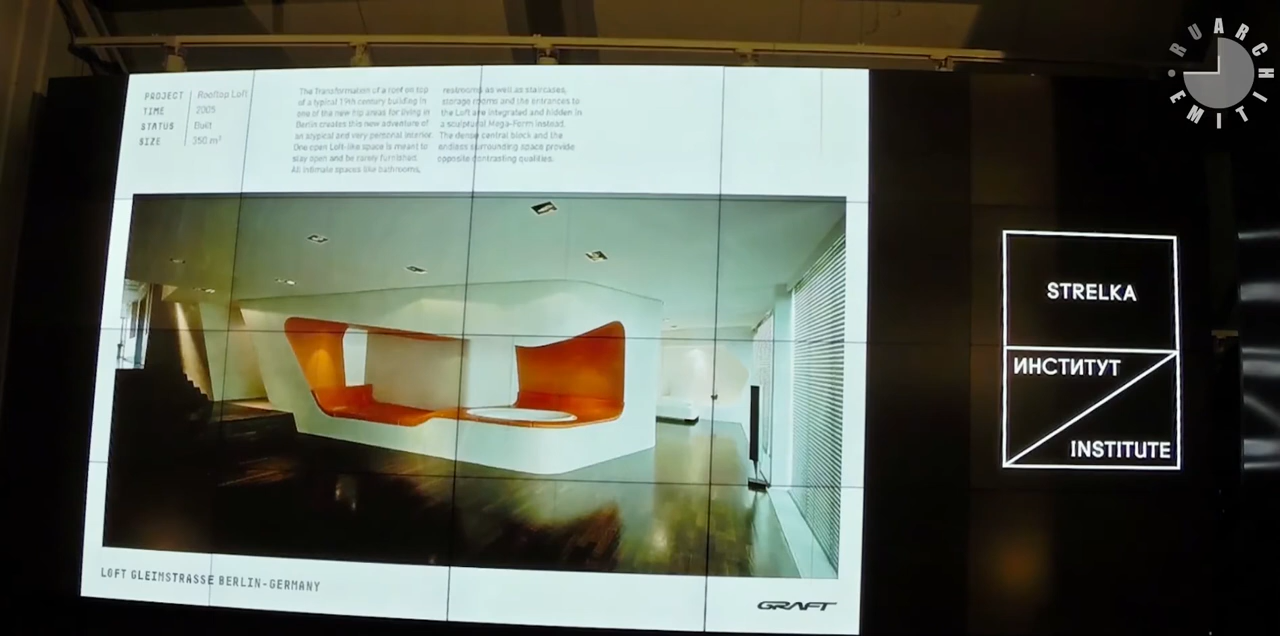 PROJECT Rooftop Loft
TIME 2005
STATUS Built
SIZE 350 m²
The Transformation of a roof on top
of a typical 19th century building in
one of the new hip areas for living in
Berlin creates this new adventure of
an atypical and very personal interior.
One open Loft-like space is meant to
stay open and be rarely furnished.
All intimate spaces like bathrooms,
restrooms as well as staircases,
storage rooms and the entrances to
the Loft are integrated and hidden in
a sculptural Mega-Form instead.
The dense central block and the
endless surrounding space provide
opposite contrasting qualities.
LOFT GLEIMSTRASSE BERLIN-GERMANY
GRAFT
STRELKA
ИНСТИТУТ
INSTITUTE
RUARCH
TIME